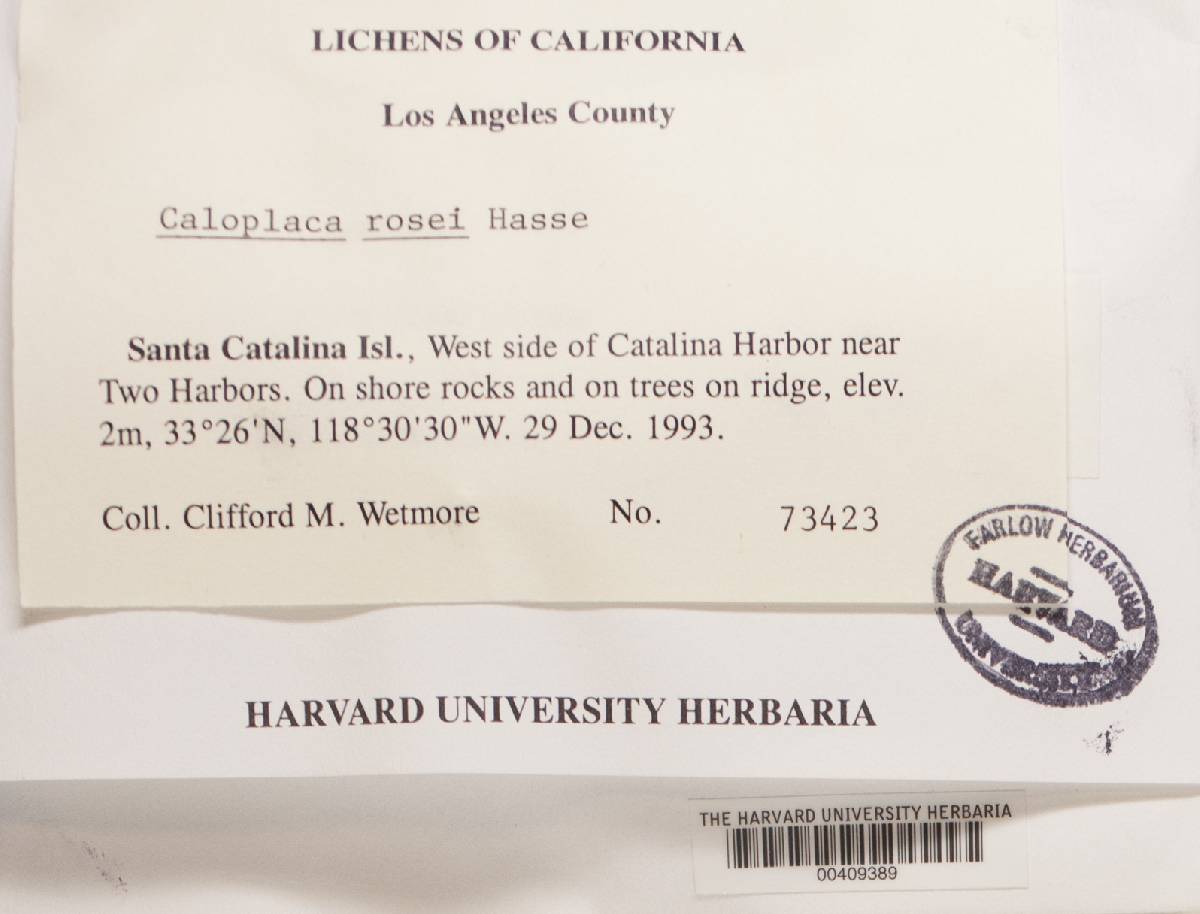 LICHENS OF CALIFORNIA
Los Angeles County
Caloplaca rosei Hasse
Santa Catalina Isl., West side of Catalina Harbor near
Two Harbors. On shore rocks and on trees on ridge, elev.
2m, 33°26'N, 118°30'30"W. 29 Dec. 1993.
Coll. Clifford M. Wetmore No. 73423
FARLOW HERBARIUM
HARVARD
UNIVERSITY
HARVARD UNIVERSITY HERBARIA
THE HARVARD UNIVERSITY HERBARIA
00409389